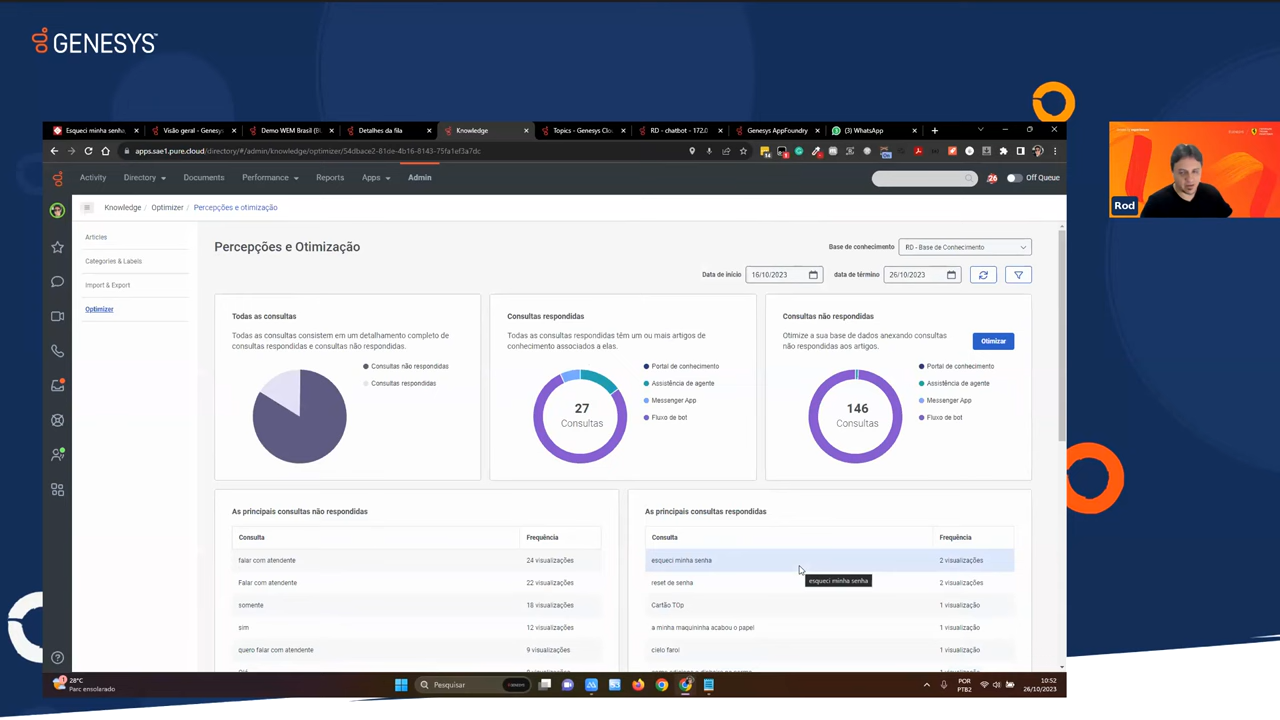 GENESYS
Esqueci minha senha.
Visão geral - Genesys
Demo WEM Brasil (BL
Detalhes da fila
Knowledge
Topics - Genesys Clou
RD - chatbot - 172.0
Genesys AppFoundry
(3) WhatsApp
apps.sae1.pure.cloud/directory/#/admin/knowledge/optimizer/54dbace2-81de-4b16-8143-75fa1ef3a7dc
Activity
Directory
Documents
Performance
Reports
Apps
Admin
26
Off Queue
Rod
Knowledge / Optimizer / Percepções e otimização
Articles
Categories & Labels
Import & Export
Optimizer
Percepções e Otimização
Base de conhecimento
RD - Base de Conhecimento
Data de início
16/10/2023
data de término
26/10/2023
Todas as consultas
Todas as consultas consistem em um detalhamento completo de
consultas respondidas e consultas não respondidas.
Consultas não respondidas
Consultas respondidas
Consultas respondidas
Todas as consultas respondidas têm um ou mais artigos de
conhecimento associados a elas.
27
Consultas
Portal de conhecimento
Assistência de agente
Messenger App
Fluxo de bot
Consultas não respondidas
Otimize a sua base de dados anexando consultas
não respondidas aos artigos.
Otimizar
146
Consultas
Portal de conhecimento
Assistência de agente
Messenger App
Fluxo de bot
As principais consultas não respondidas
Consulta
Frequência
falar com atendente
24 visualizações
Falar com atendente
22 visualizações
somente
18 visualizações
sim
12 visualizações
quero falar com atendente
9 visualizações
As principais consultas respondidas
Consulta
Frequência
esqueci minha senha
2 visualizações
esqueci minha senha
reset de senha
2 visualizações
Cartão TOp
1 visualização
a minha maquininha acabou o papel
1 visualização
cielo farol
1 visualização
28°C
Parc ensolarado
Pesquisar
POR
PTB2
10:52
26/10/2023